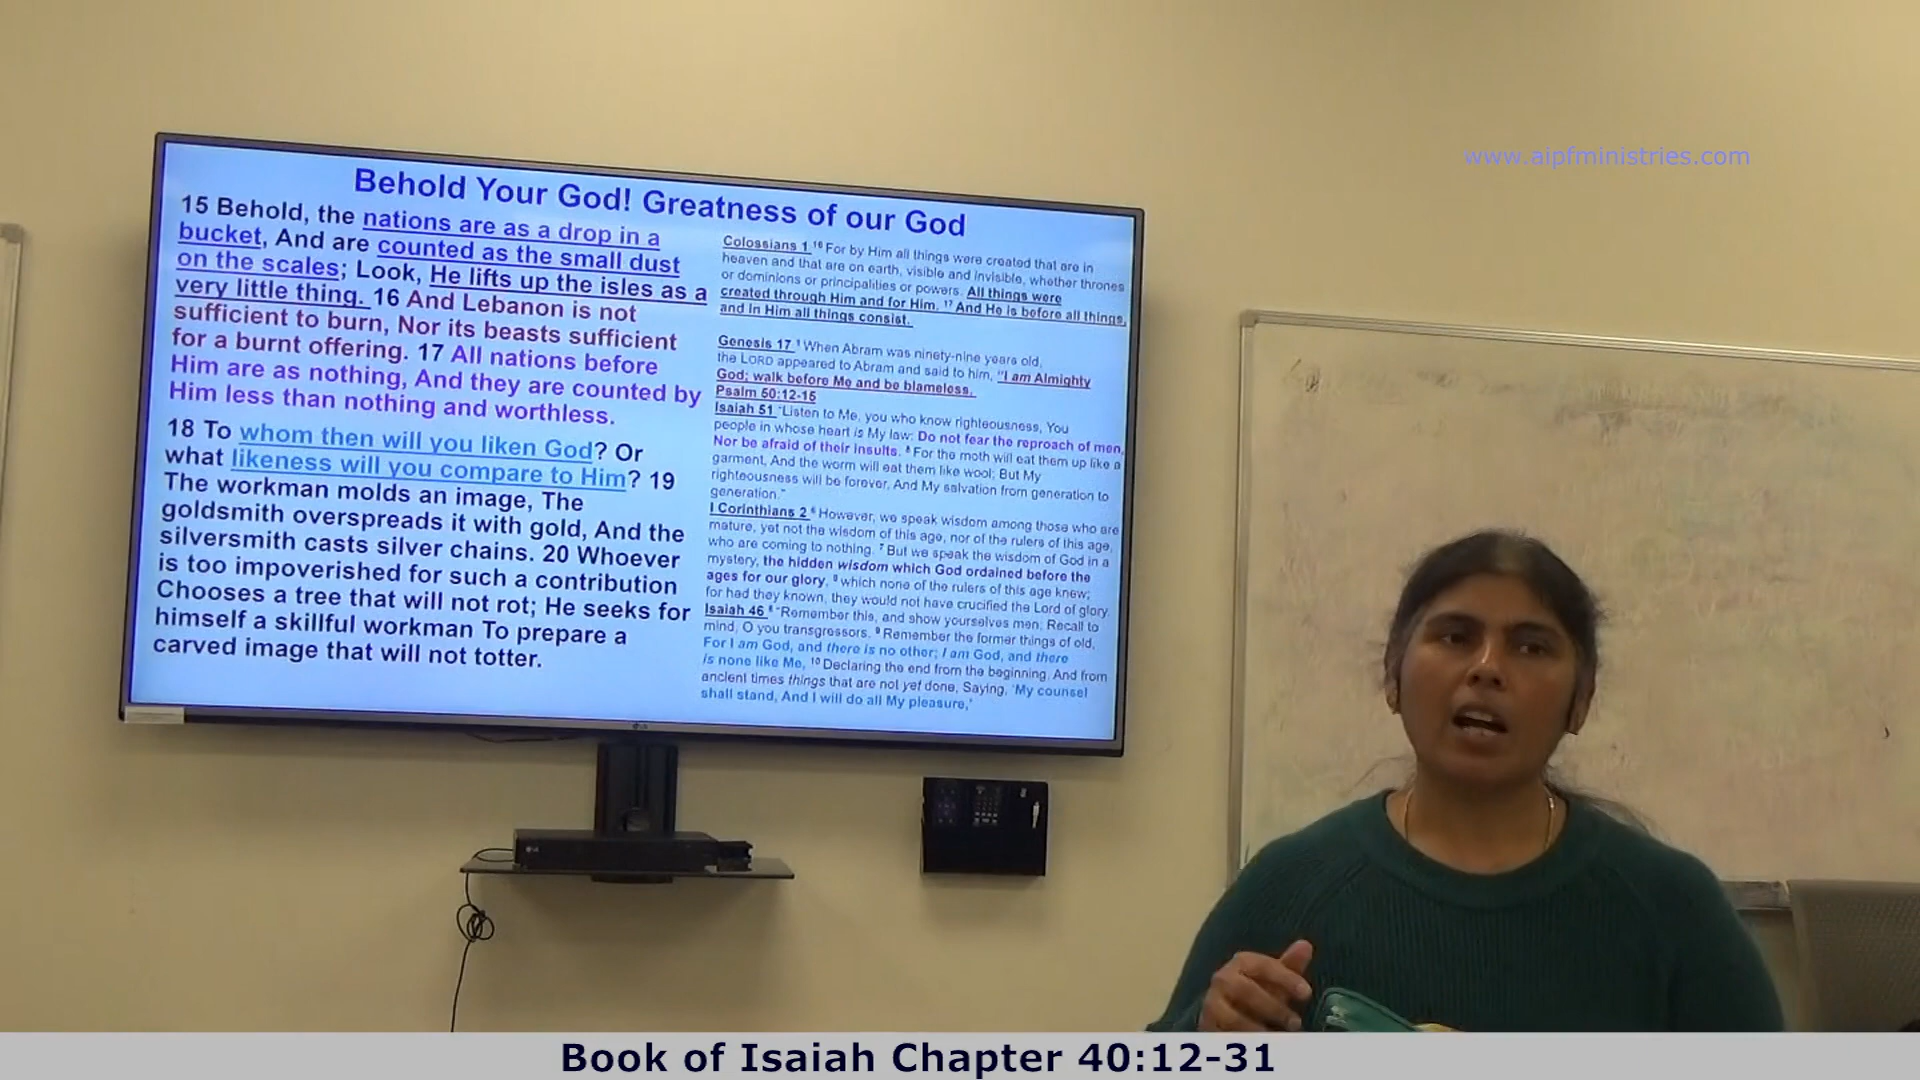 www.aipfministries.com
Behold Your God! Greatness of our God
15 Behold, the nations are as a drop in a
bucket, And are counted as the small dust
on the scales; Look, He lifts up the isles as a
very little thing. 16 And Lebanon is not
sufficient to burn, Nor its beasts sufficient
for a burnt offering. 17 All nations before
Him are as nothing, And they are counted by
Him less than nothing and worthless.
18 To whom then will you liken God? Or
what likeness will you compare to Him? 19
The workman molds an image, The
goldsmith overspreads it with gold, And the
silversmith casts silver chains. 20 Whoever
is too impoverished for such a contribution
Chooses a tree that will not rot; He seeks for
himself a skillful workman To prepare a
carved image that will not totter.
Colossians 1 16 For by Him all things were created that are in
heaven and that are on earth, visible and invisible, whether thrones
or dominions or principalities or powers. All things were
created through Him and for Him. 17 And He is before all things,
and in Him all things consist.
Genesis 17 1 When Abram was ninety-nine years old,
the LORD appeared to Abram and said to him, "I am Almighty
God; walk before Me and be blameless.
Psalm 50:12-15
Isaiah 51 "Listen to Me, you who know righteousness, You
people in whose heart is My law: Do not fear the reproach of men,
Nor be afraid of their insults. 8 For the moth will eat them up like a
garment, And the worm will eat them like wool; But My
righteousness will be forever, And My salvation from generation to
generation."
I Corinthians 2 6 However, we speak wisdom among those who are
mature, yet not the wisdom of this age, nor of the rulers of this age,
who are coming to nothing. 7 But we speak the wisdom of God in a
mystery, the hidden wisdom which God ordained before the
ages for our glory, 8 which none of the rulers of this age knew;
for had they known, they would not have crucified the Lord of glory.
Isaiah 46 8 "Remember this, and show yourselves men; Recall to
mind, O you transgressors. 9 Remember the former things of old,
For I am God, and there is no other; I am God, and there
is none like Me, 10 Declaring the end from the beginning, And from
ancient times things that are not yet done, Saying, 'My counsel
shall stand, And I will do all My pleasure,'
LG
Book of Isaiah Chapter 40:12-31